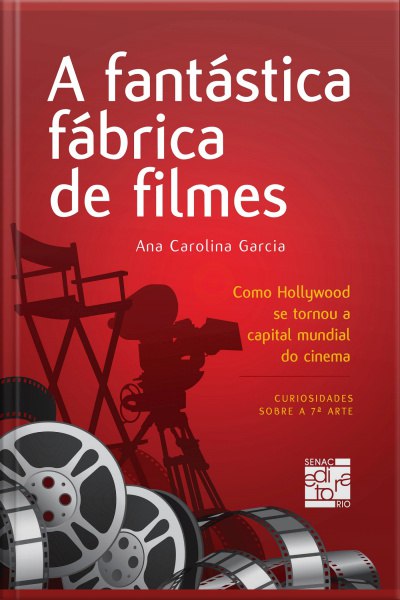 A fantástica
fábrica
de filmes
Ana Carolina Garcia
Como Hollywood
se tornou a
capital mundial
do cinema
CURIOSIDADES
SOBRE A 7ª ARTE
SENAC
editora
RIO